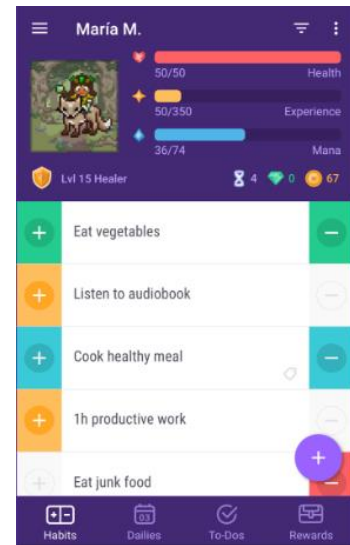 María M.
50/50 Health
50/350 Experience
36/74 Mana
Lvl 15 Healer 4 0 67
Eat vegetables
Listen to audiobook
Cook healthy meal
1h productive work
Eat junk food
03
Habits Dailies To-Dos Rewards